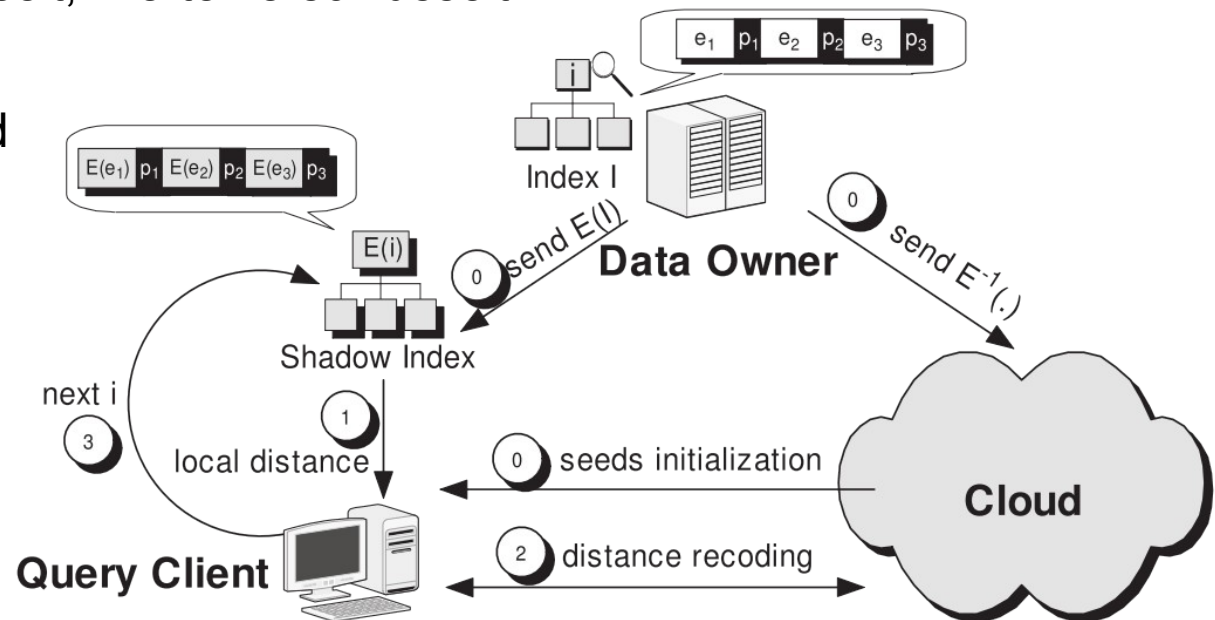 e₁ p₁ e₂ p₂ e₃ p₃
i
Index I
E(e₁) p₁ E(e₂) p₂ E(e₃) p₃
0 send E(I)
Data Owner
0 send E⁻¹(.)
E(i)
Shadow Index
next i
3
1
local distance
0 seeds initialization
Cloud
Query Client
2 distance recoding